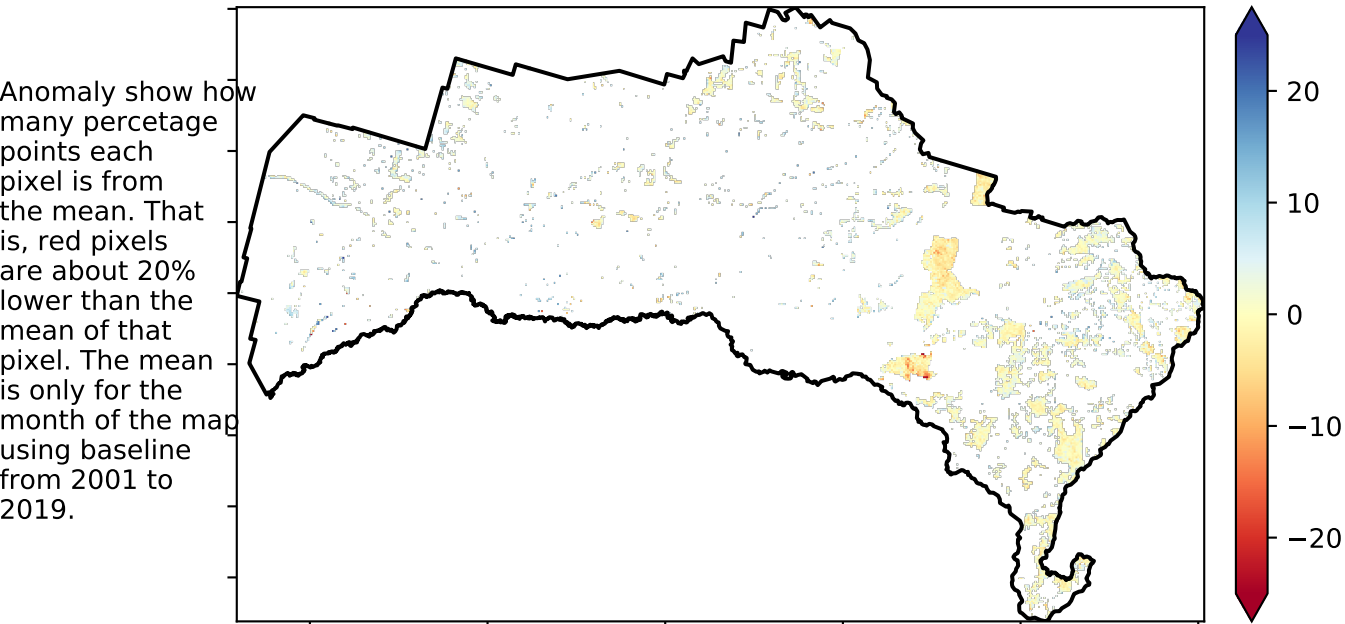 Anomaly show how
many percetage
points each
pixel is from
the mean. That
is, red pixels
are about 20%
lower than the
mean of that
pixel. The mean
is only for the
month of the map
using baseline
from 2001 to
2019.
20
10
0
−10
−20